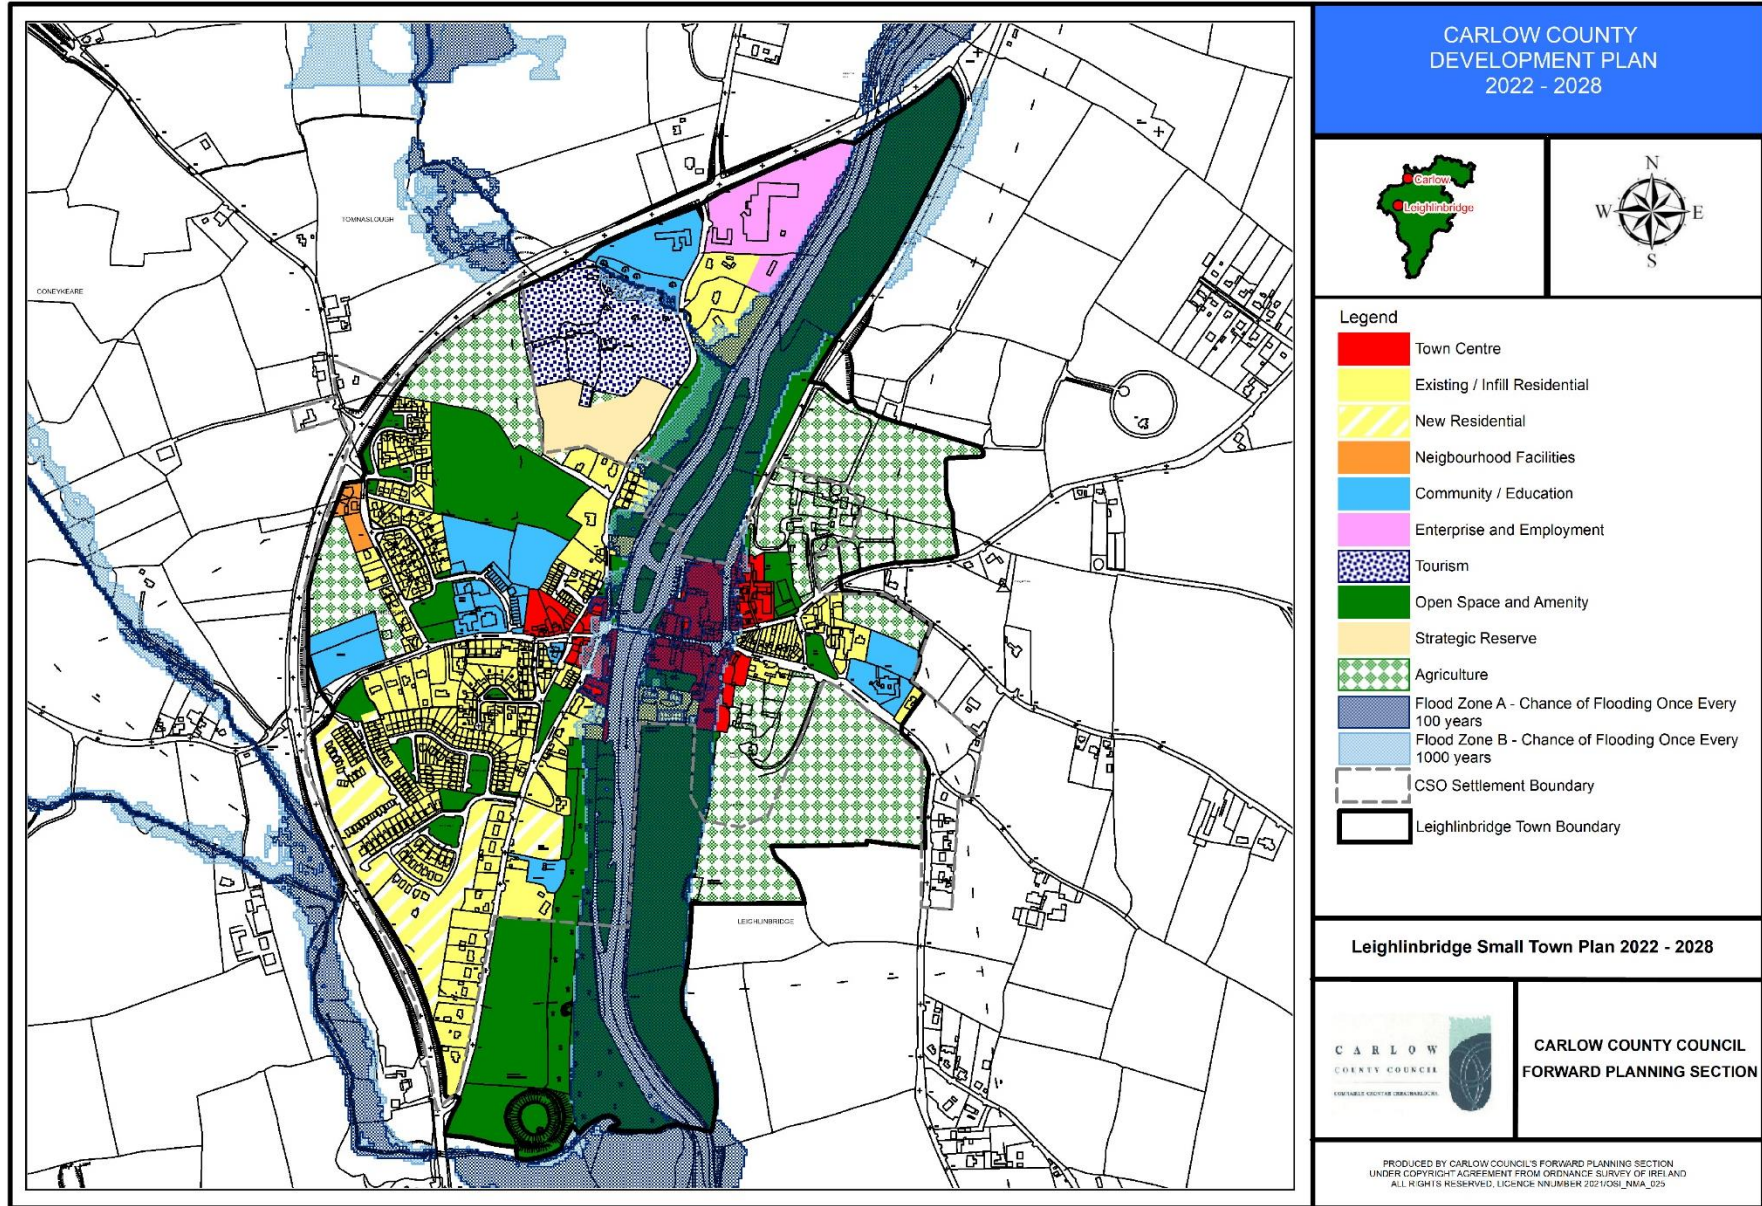 CARLOW COUNTY
DEVELOPMENT PLAN
2022 - 2028
Carlow
Leighlinbridge
N
W
E
S
TOMNASLOUGH
CONEYKEARE
LEIGHLINBRIDGE
Legend
Town Centre
Existing / Infill Residential
New Residential
Neigbourhood Facilities
Community / Education
Enterprise and Employment
Tourism
Open Space and Amenity
Strategic Reserve
Agriculture
Flood Zone A - Chance of Flooding Once Every
100 years
Flood Zone B - Chance of Flooding Once Every
1000 years
CSO Settlement Boundary
Leighlinbridge Town Boundary
Leighlinbridge Small Town Plan 2022 - 2028
CARLOW
COUNTY COUNCIL
CARLOW COUNTY COUNCIL
FORWARD PLANNING SECTION
PRODUCED BY CARLOW COUNCIL'S FORWARD PLANNING SECTION
UNDER COPYRIGHT AGREEMENT FROM ORDNANCE SURVEY OF IRELAND
ALL RIGHTS RESERVED, LICENCE NNUMBER 2021/OSI_NMA_025